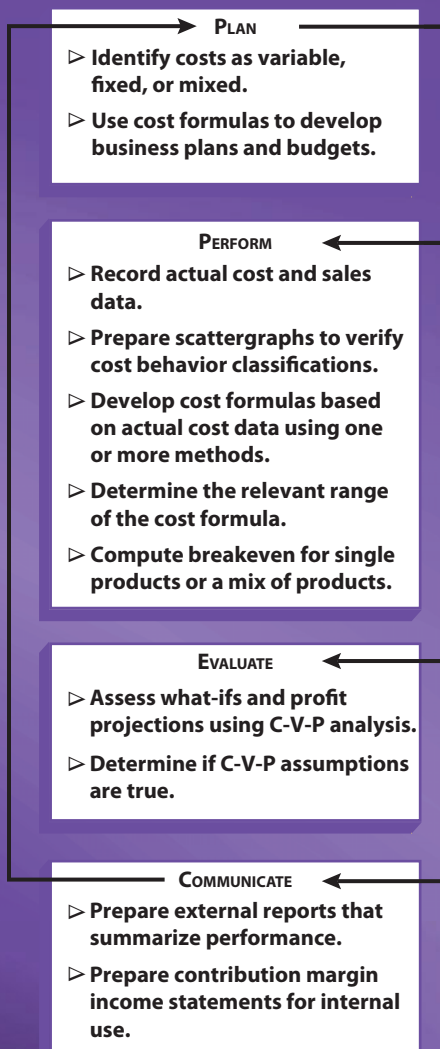 PLAN
▷ Identify costs as variable,
fixed, or mixed.
▷ Use cost formulas to develop
business plans and budgets.
PERFORM
▷ Record actual cost and sales
data.
▷ Prepare scattergraphs to verify
cost behavior classifications.
▷ Develop cost formulas based
on actual cost data using one
or more methods.
▷ Determine the relevant range
of the cost formula.
▷ Compute breakeven for single
products or a mix of products.
EVALUATE
▷ Assess what-ifs and profit
projections using C-V-P analysis.
▷ Determine if C-V-P assumptions
are true.
COMMUNICATE
▷ Prepare external reports that
summarize performance.
▷ Prepare contribution margin
income statements for internal
use.